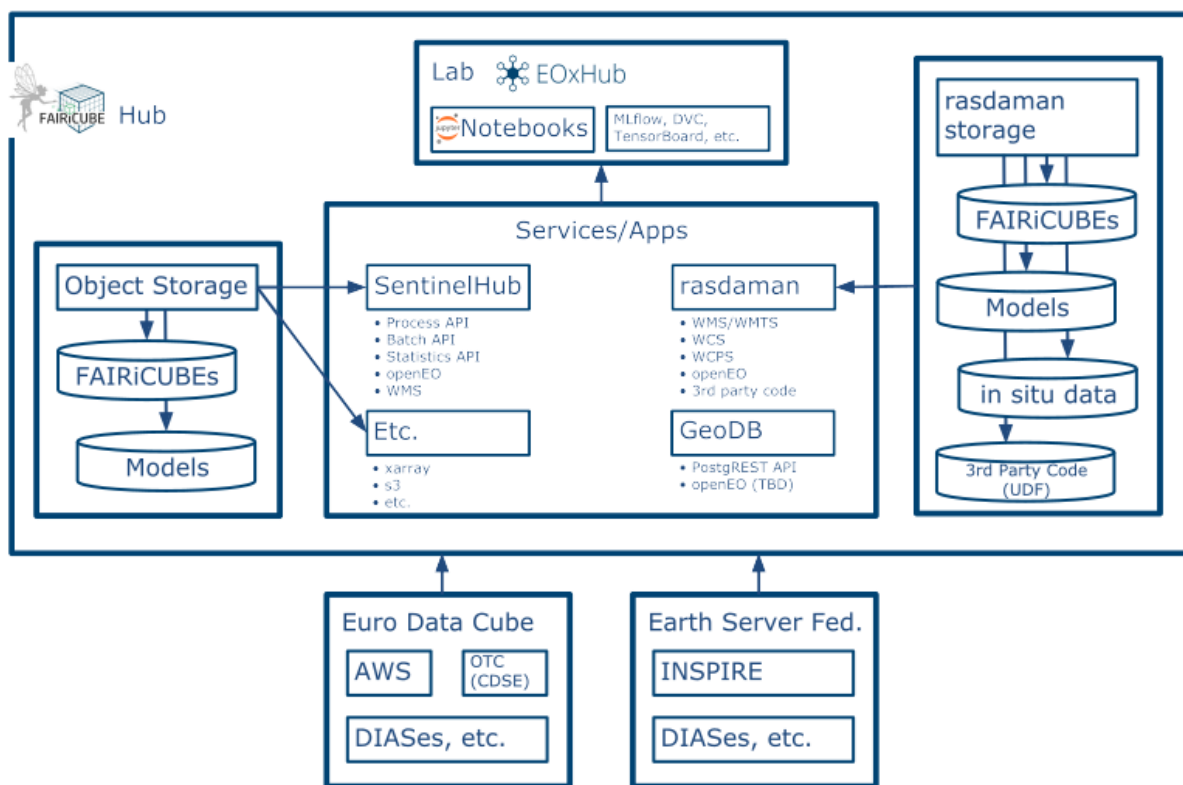 FAIRiCUBE
Hub
Lab
EOxHub
jupyter
Notebooks
MLflow, DVC,
TensorBoard, etc.
Object Storage
FAIRiCUBEs
Models
Services/Apps
SentinelHub
• Process API
• Batch API
• Statistics API
• openEO
• WMS
Etc.
• xarray
• s3
• etc.
rasdaman
• WMS/WMTS
• WCS
• WCPS
• openEO
• 3rd party code
GeoDB
• PostgREST API
• openEO (TBD)
rasdaman
storage
FAIRiCUBEs
Models
in situ data
3rd Party Code
(UDF)
Euro Data Cube
AWS
OTC
(CDSE)
DIASes, etc.
Earth Server Fed.
INSPIRE
DIASes, etc.